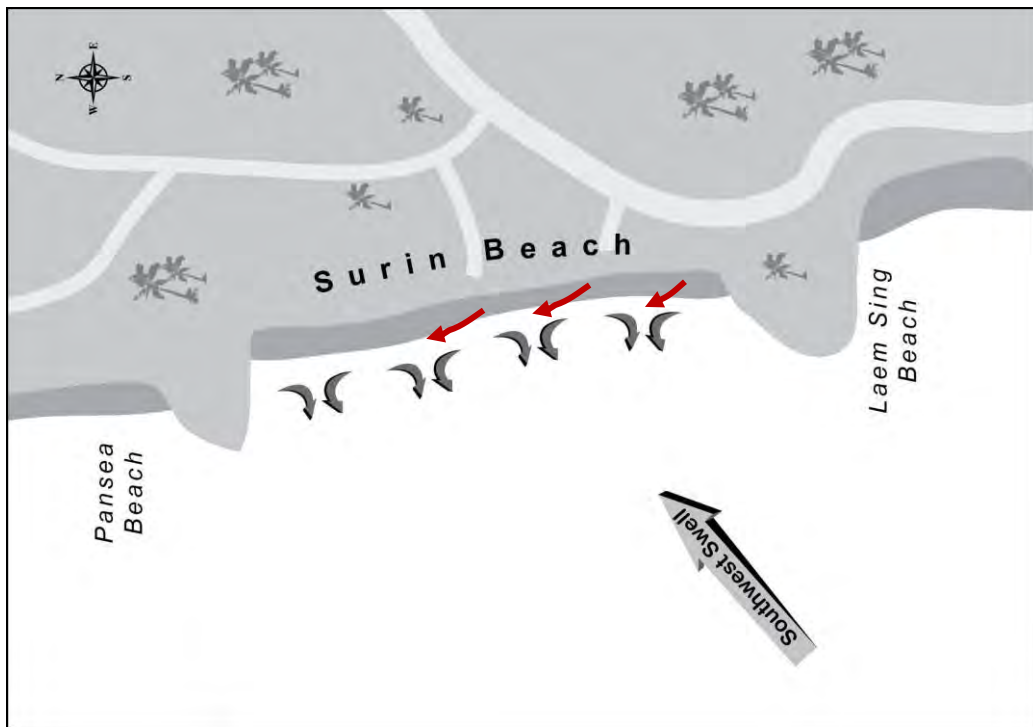 E
N
S
W
Surin Beach
Laem Sing
Beach
Pansea
Beach
Southwest Swell